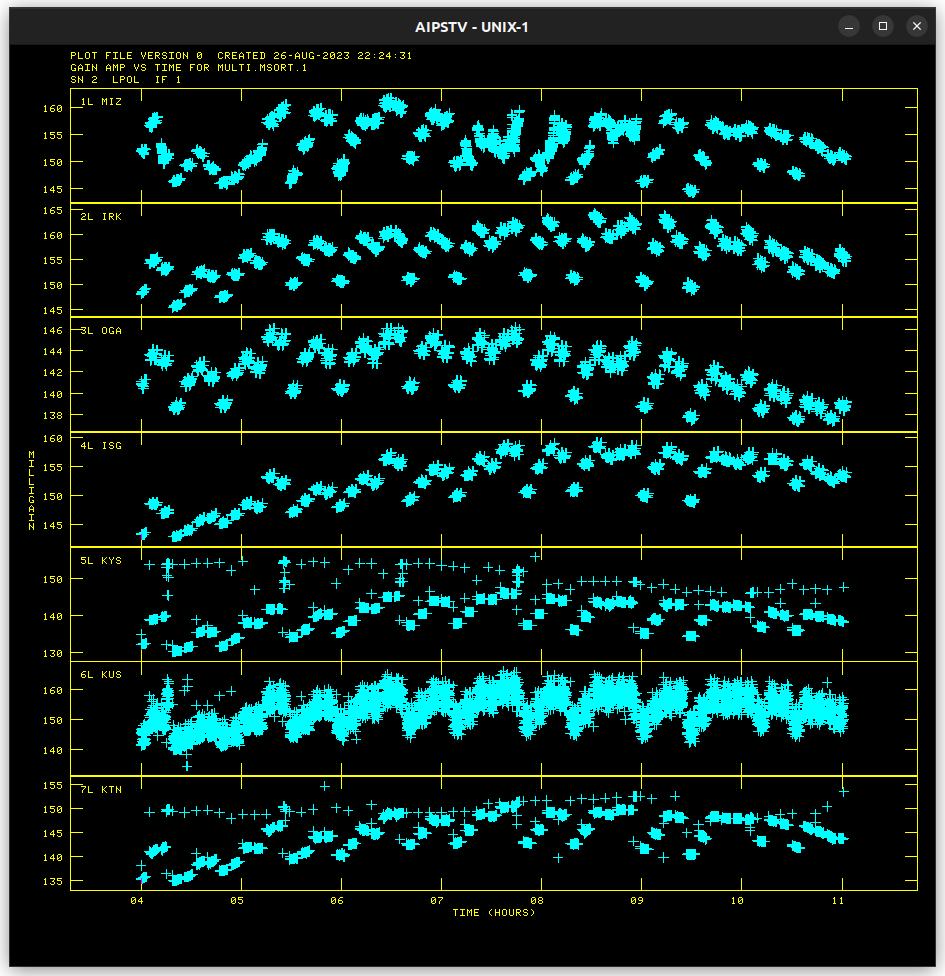 AIPSTV - UNIX-1
PLOT FILE VERSION 0 CREATED 26-AUG-2023 22:24:31
GAIN AMP VS TIME FOR MULTI.MSORT.1
SN 2 LPOL IF 1
1L MIZ
160
155
150
145
2L IRK
165
160
155
150
145
3L OGA
146
144
142
140
138
4L ISG
160
155
150
145
MILLIGAIN
5L KYS
150
140
130
6L KUS
160
150
140
7L KTN
155
150
145
140
135
04 05 06 07 08 09 10 11
TIME (HOURS)